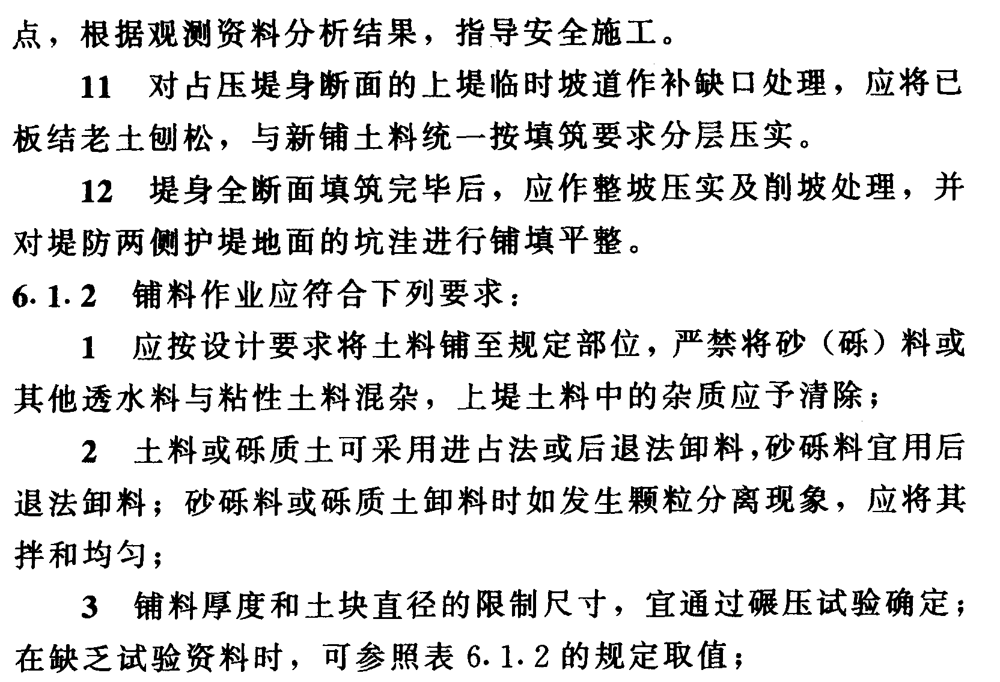 点，根据观测资料分析结果，指导安全施工。
11 对占压堤身断面的上堤临时坡道作补缺口处理，应将已
板结老土刨松，与新铺土料统一按填筑要求分层压实。
12 堤身全断面填筑完毕后，应作整坡压实及削坡处理，并
对堤防两侧护堤地面的坑洼进行铺填平整。
6.1.2 铺料作业应符合下列要求：
1 应按设计要求将土料铺至规定部位，严禁将砂（砾）料或
其他透水料与粘性土料混杂，上堤土料中的杂质应予清除；
2 土料或砾质土可采用进占法或后退法卸料，砂砾料宜用后
退法卸料；砂砾料或砾质土卸料时如发生颗粒分离现象，应将其
拌和均匀；
3 铺料厚度和土块直径的限制尺寸，宜通过碾压试验确定；
在缺乏试验资料时，可参照表 6.1.2 的规定取值；